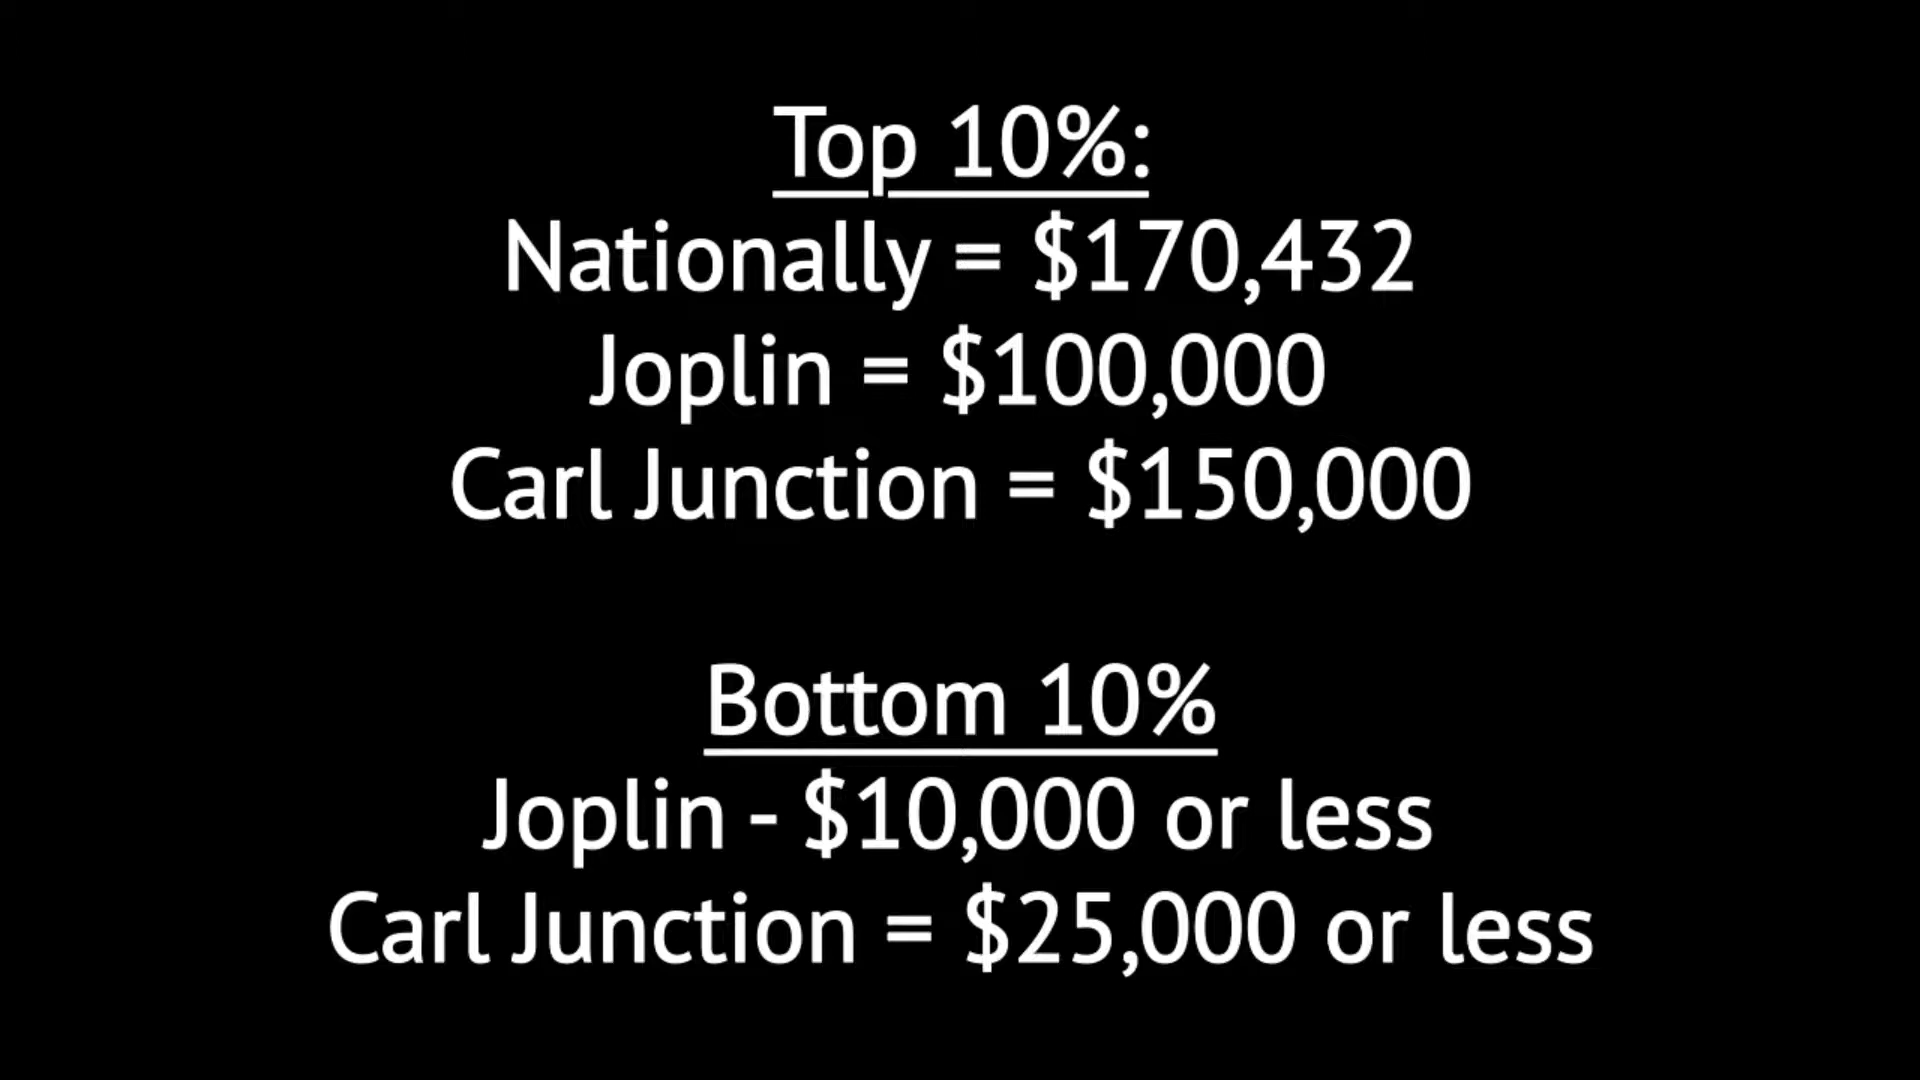 Top 10%:
Nationally = $170,432
Joplin = $100,000
Carl Junction = $150,000
Bottom 10%
Joplin - $10,000 or less
Carl Junction = $25,000 or less